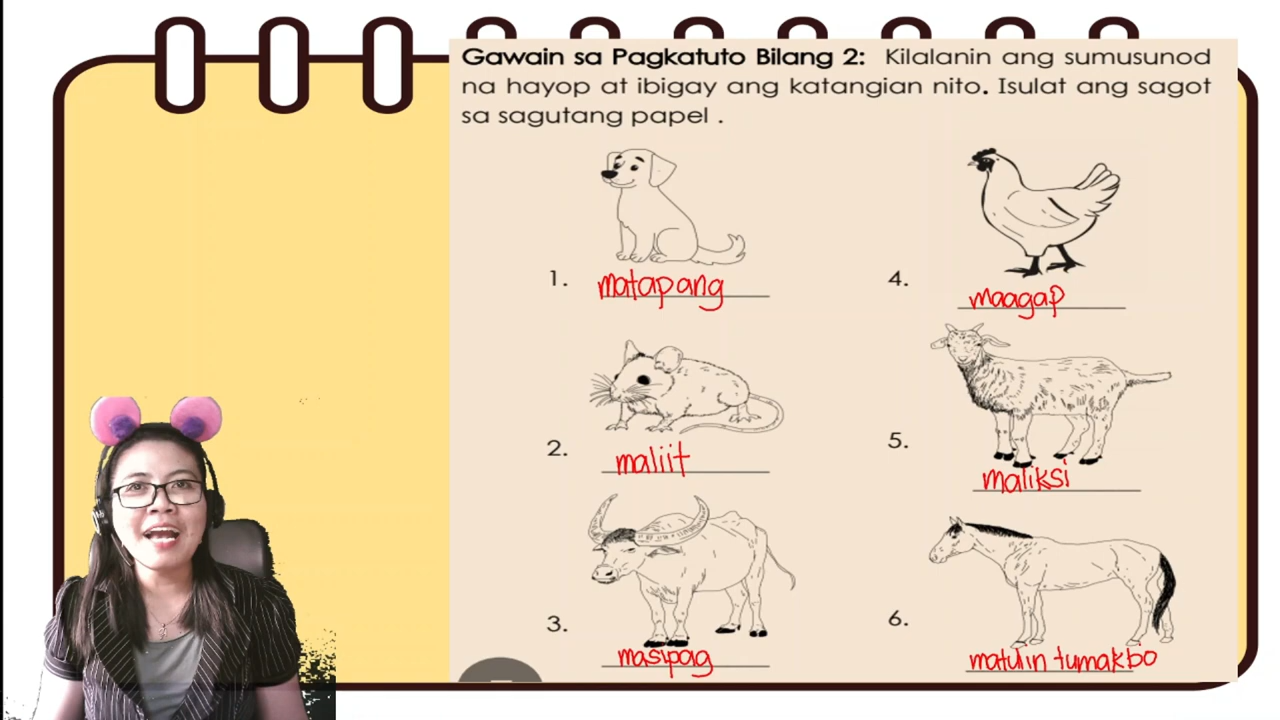 Gawain sa Pagkatuto Bilang 2: Kilalanin ang sumusunod
na hayop at ibigay ang katangian nito. Isulat ang sagot
sa sagutang papel .
1. matapang
2. maliit
3. masipag
4. maagap
5. maliksi
6. matulin tumakbo